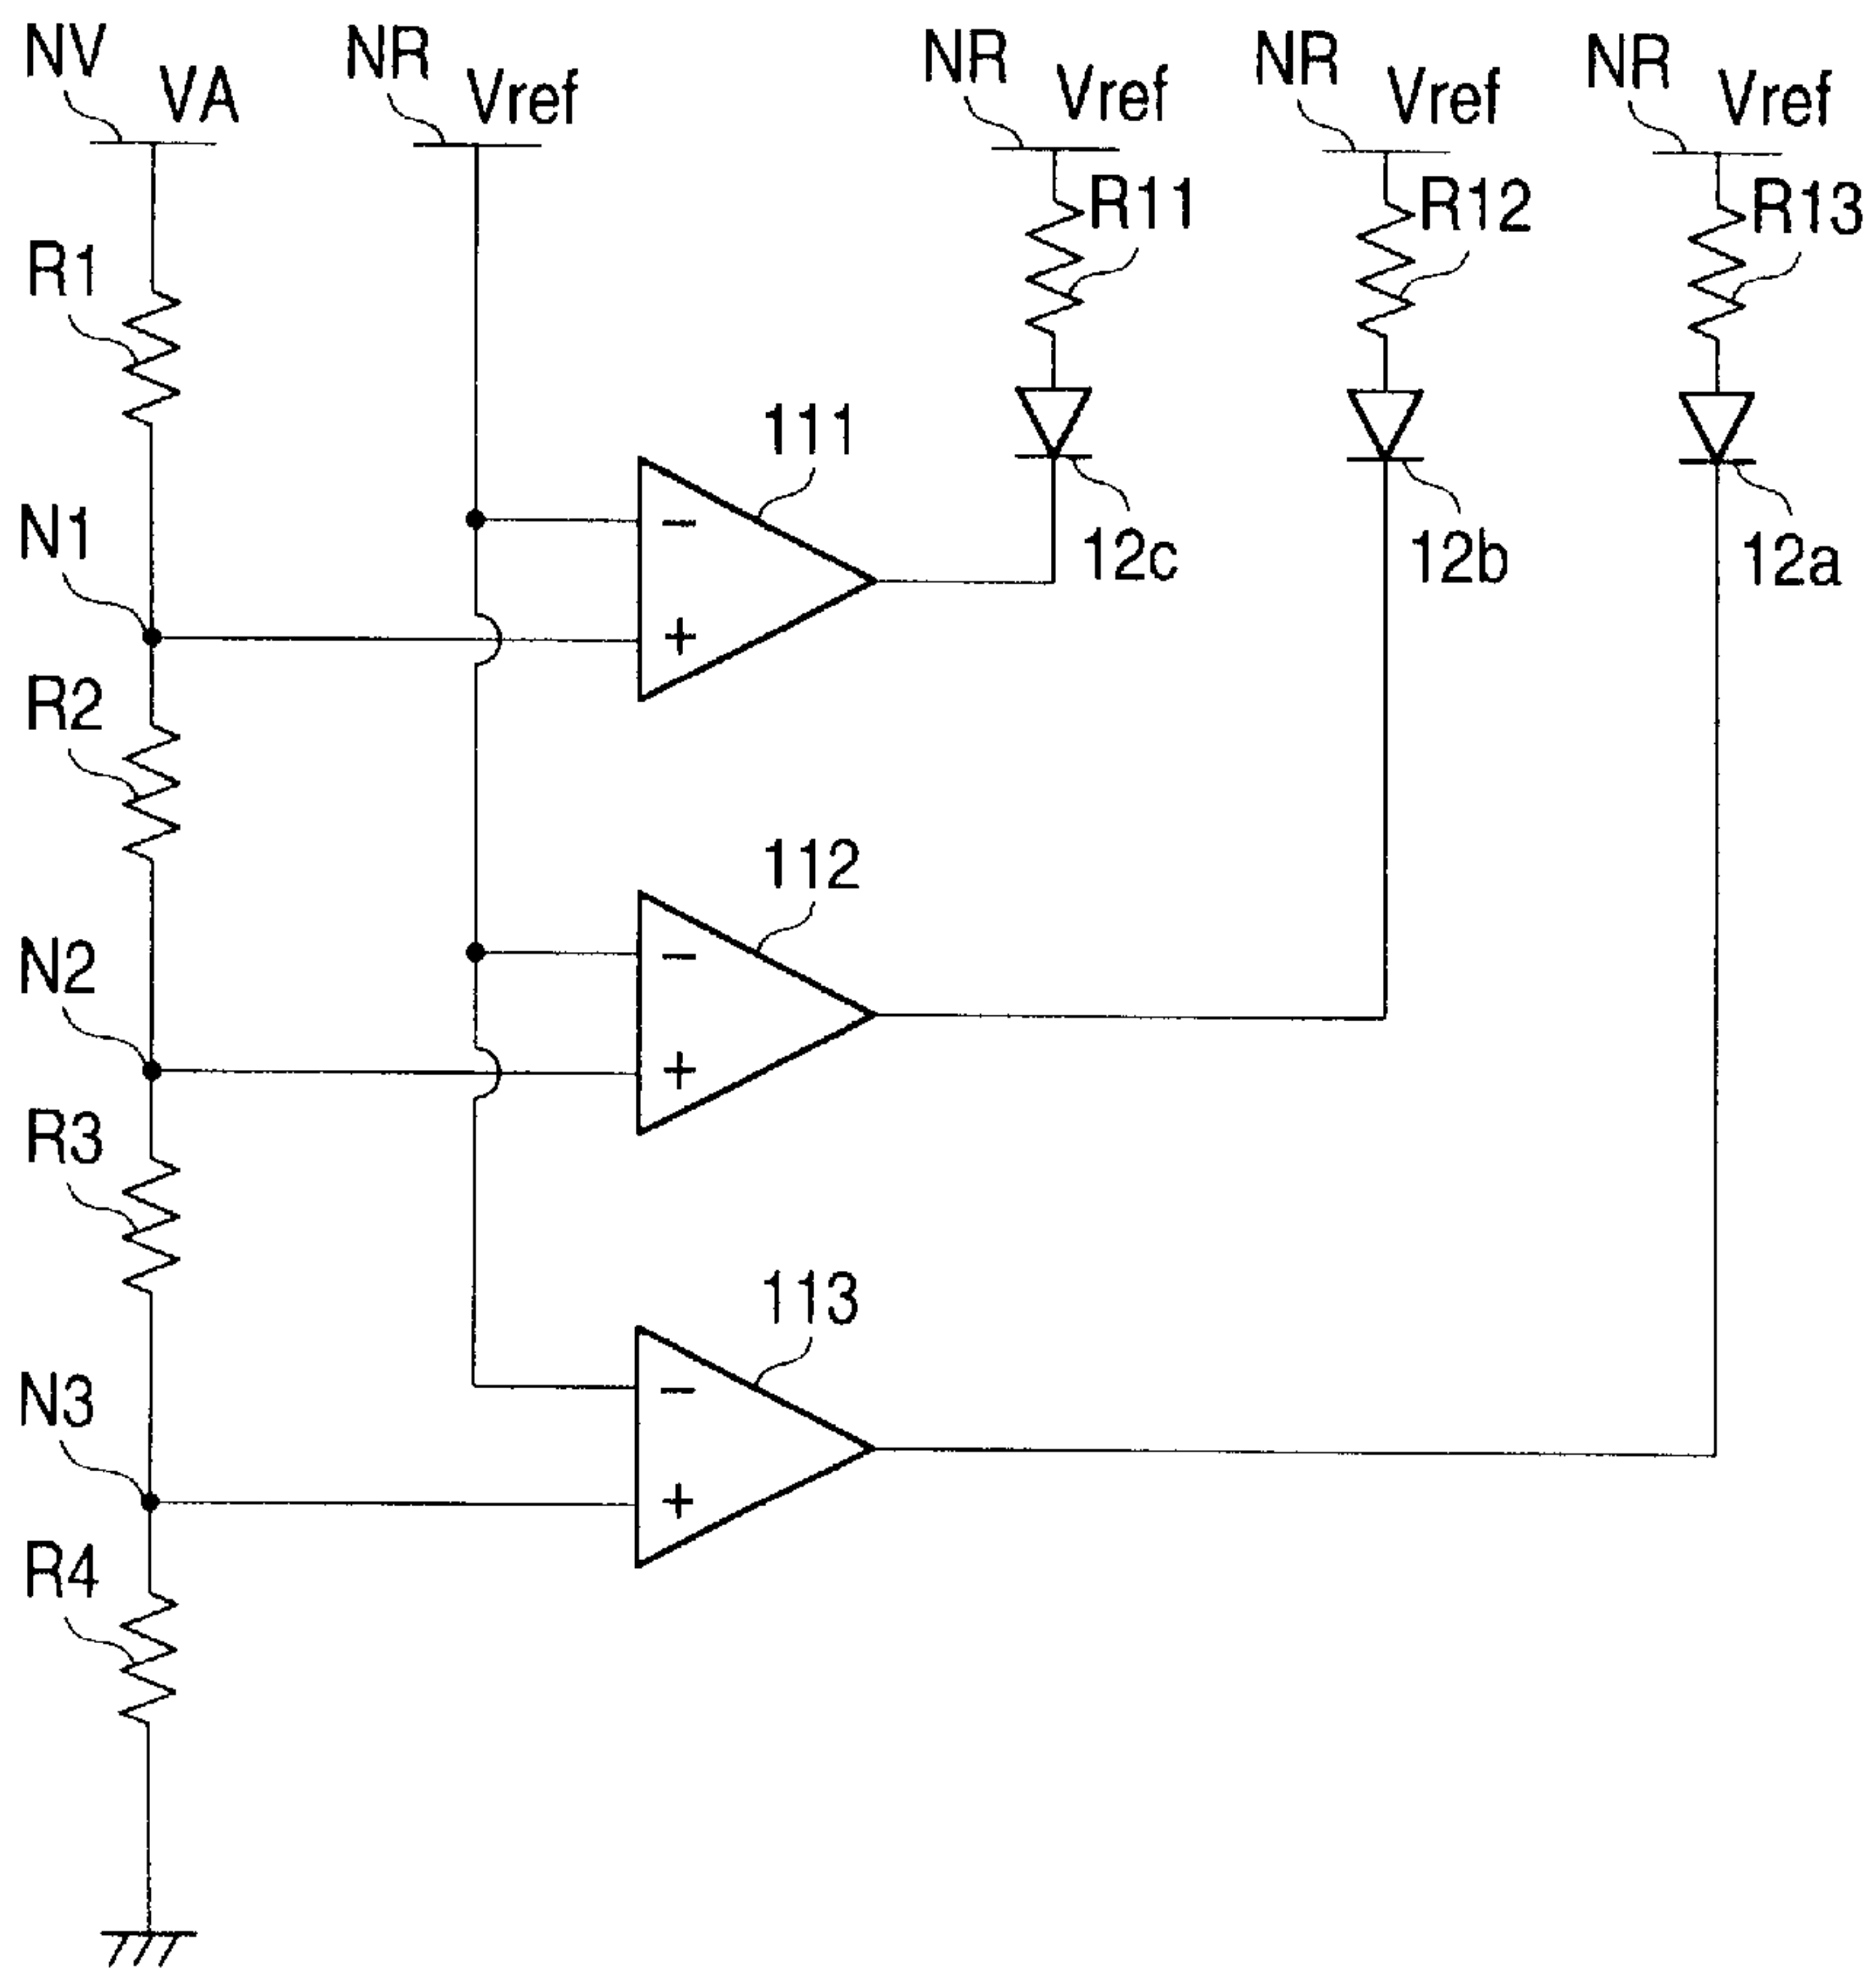 NV VA NR Vref NR Vref NR Vref NR Vref
R1 R11 R12 R13
111
N1 − + 12c 12b 12a
R2
112
N2 − +
R3
113
N3 − +
R4